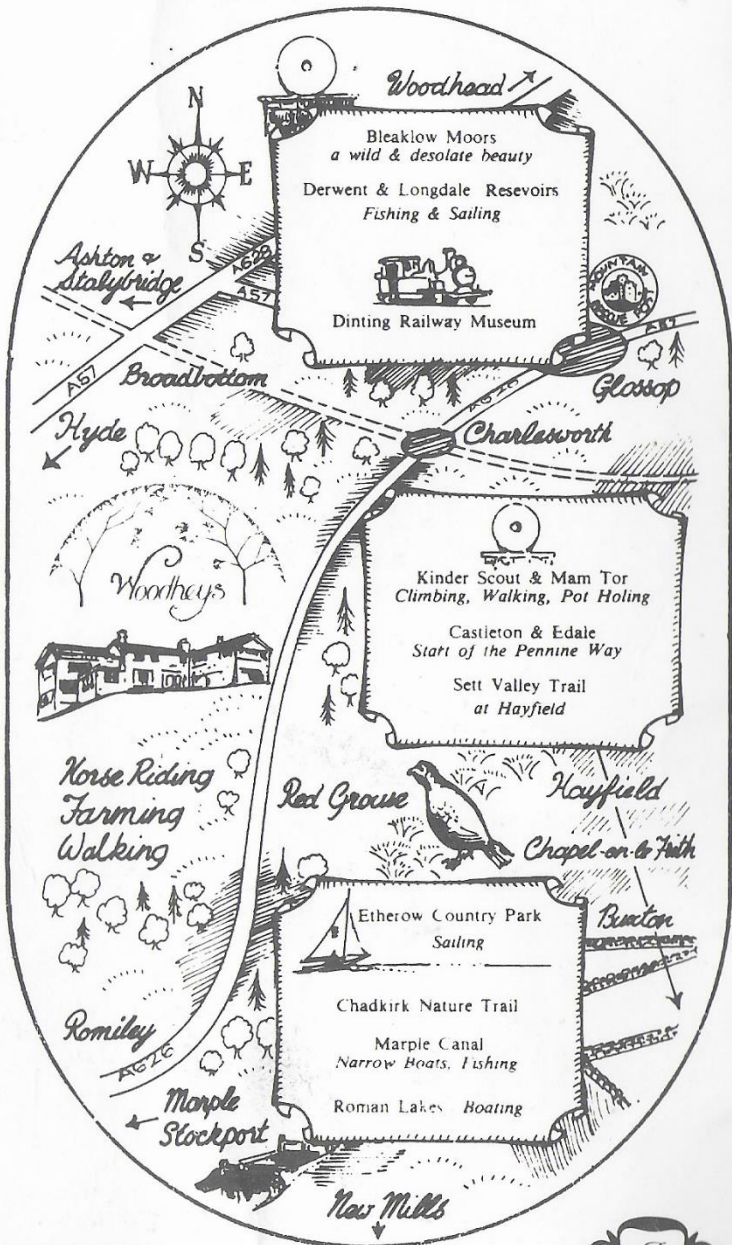 Woodhead
N
W
E
S
Bleaklow Moors
a wild & desolate beauty
Derwent & Longdale Resevoirs
Fishing & Sailing
Dinting Railway Museum
Ashton &
Stalybridge
A628
A57
MOUNTAIN
RESCUE POST
A57
Glossop
A57
Broadbottom
A626
Hyde
Charlesworth
Woodheys
Kinder Scout & Mam Tor
Climbing, Walking, Pot Holing
Castleton & Edale
Start of the Pennine Way
Sett Valley Trail
at Hayfield
Horse Riding
Farming
Walking
Red Grouse
Hayfield
Chapel-en-le Frith
Buxton
Etherow Country Park
Sailing
Chadkirk Nature Trail
Marple Canal
Narrow Boats, Fishing
Roman Lakes Boating
Romiley
A626
Marple
Stockport
New Mills